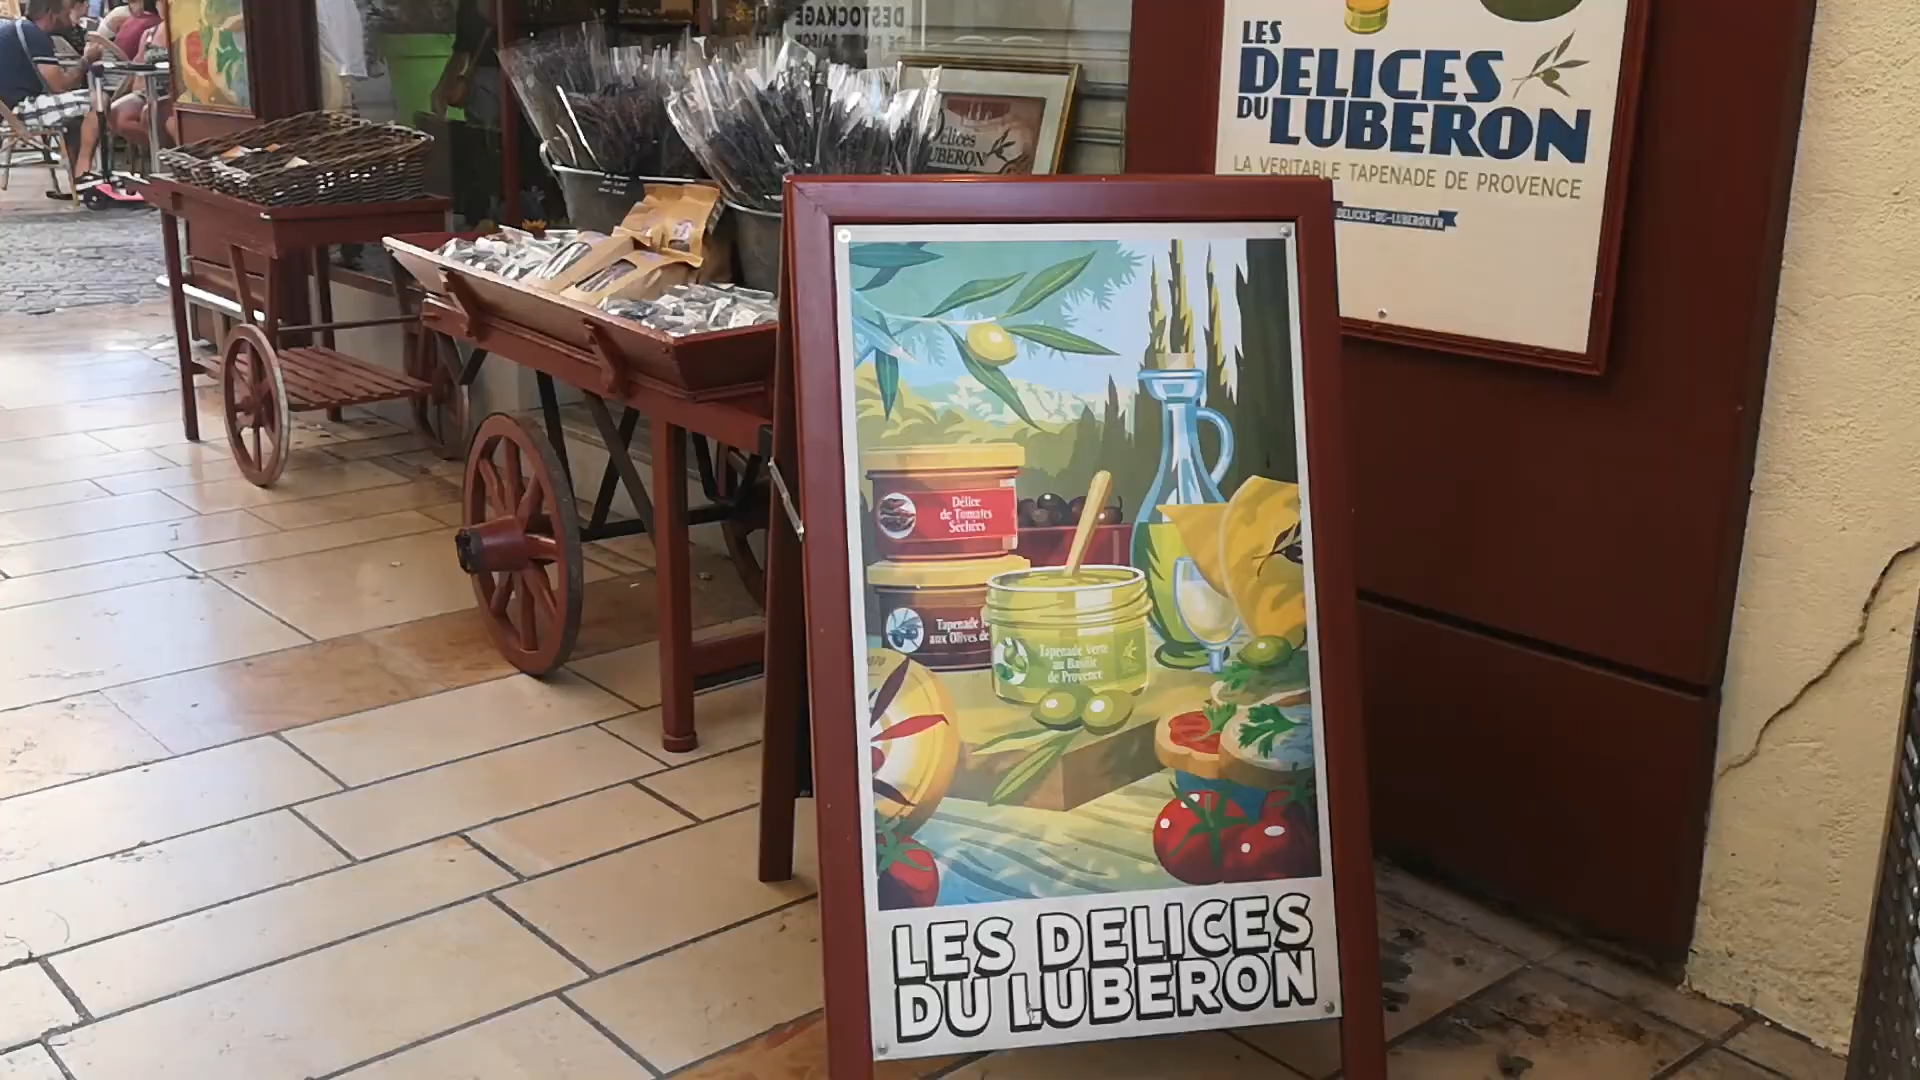 DESTOCKAGE
LES
DELICES
DU LUBERON
LA VERITABLE TAPENADE DE PROVENCE
DELICES-DU-LUBERON.FR
Délices
LUBERON
Délice
de Tomates
Séchées
Tapenade
aux Olives de
Tapenade Verte
au Basilic
de Provence
LES DELICES
DU LUBERON